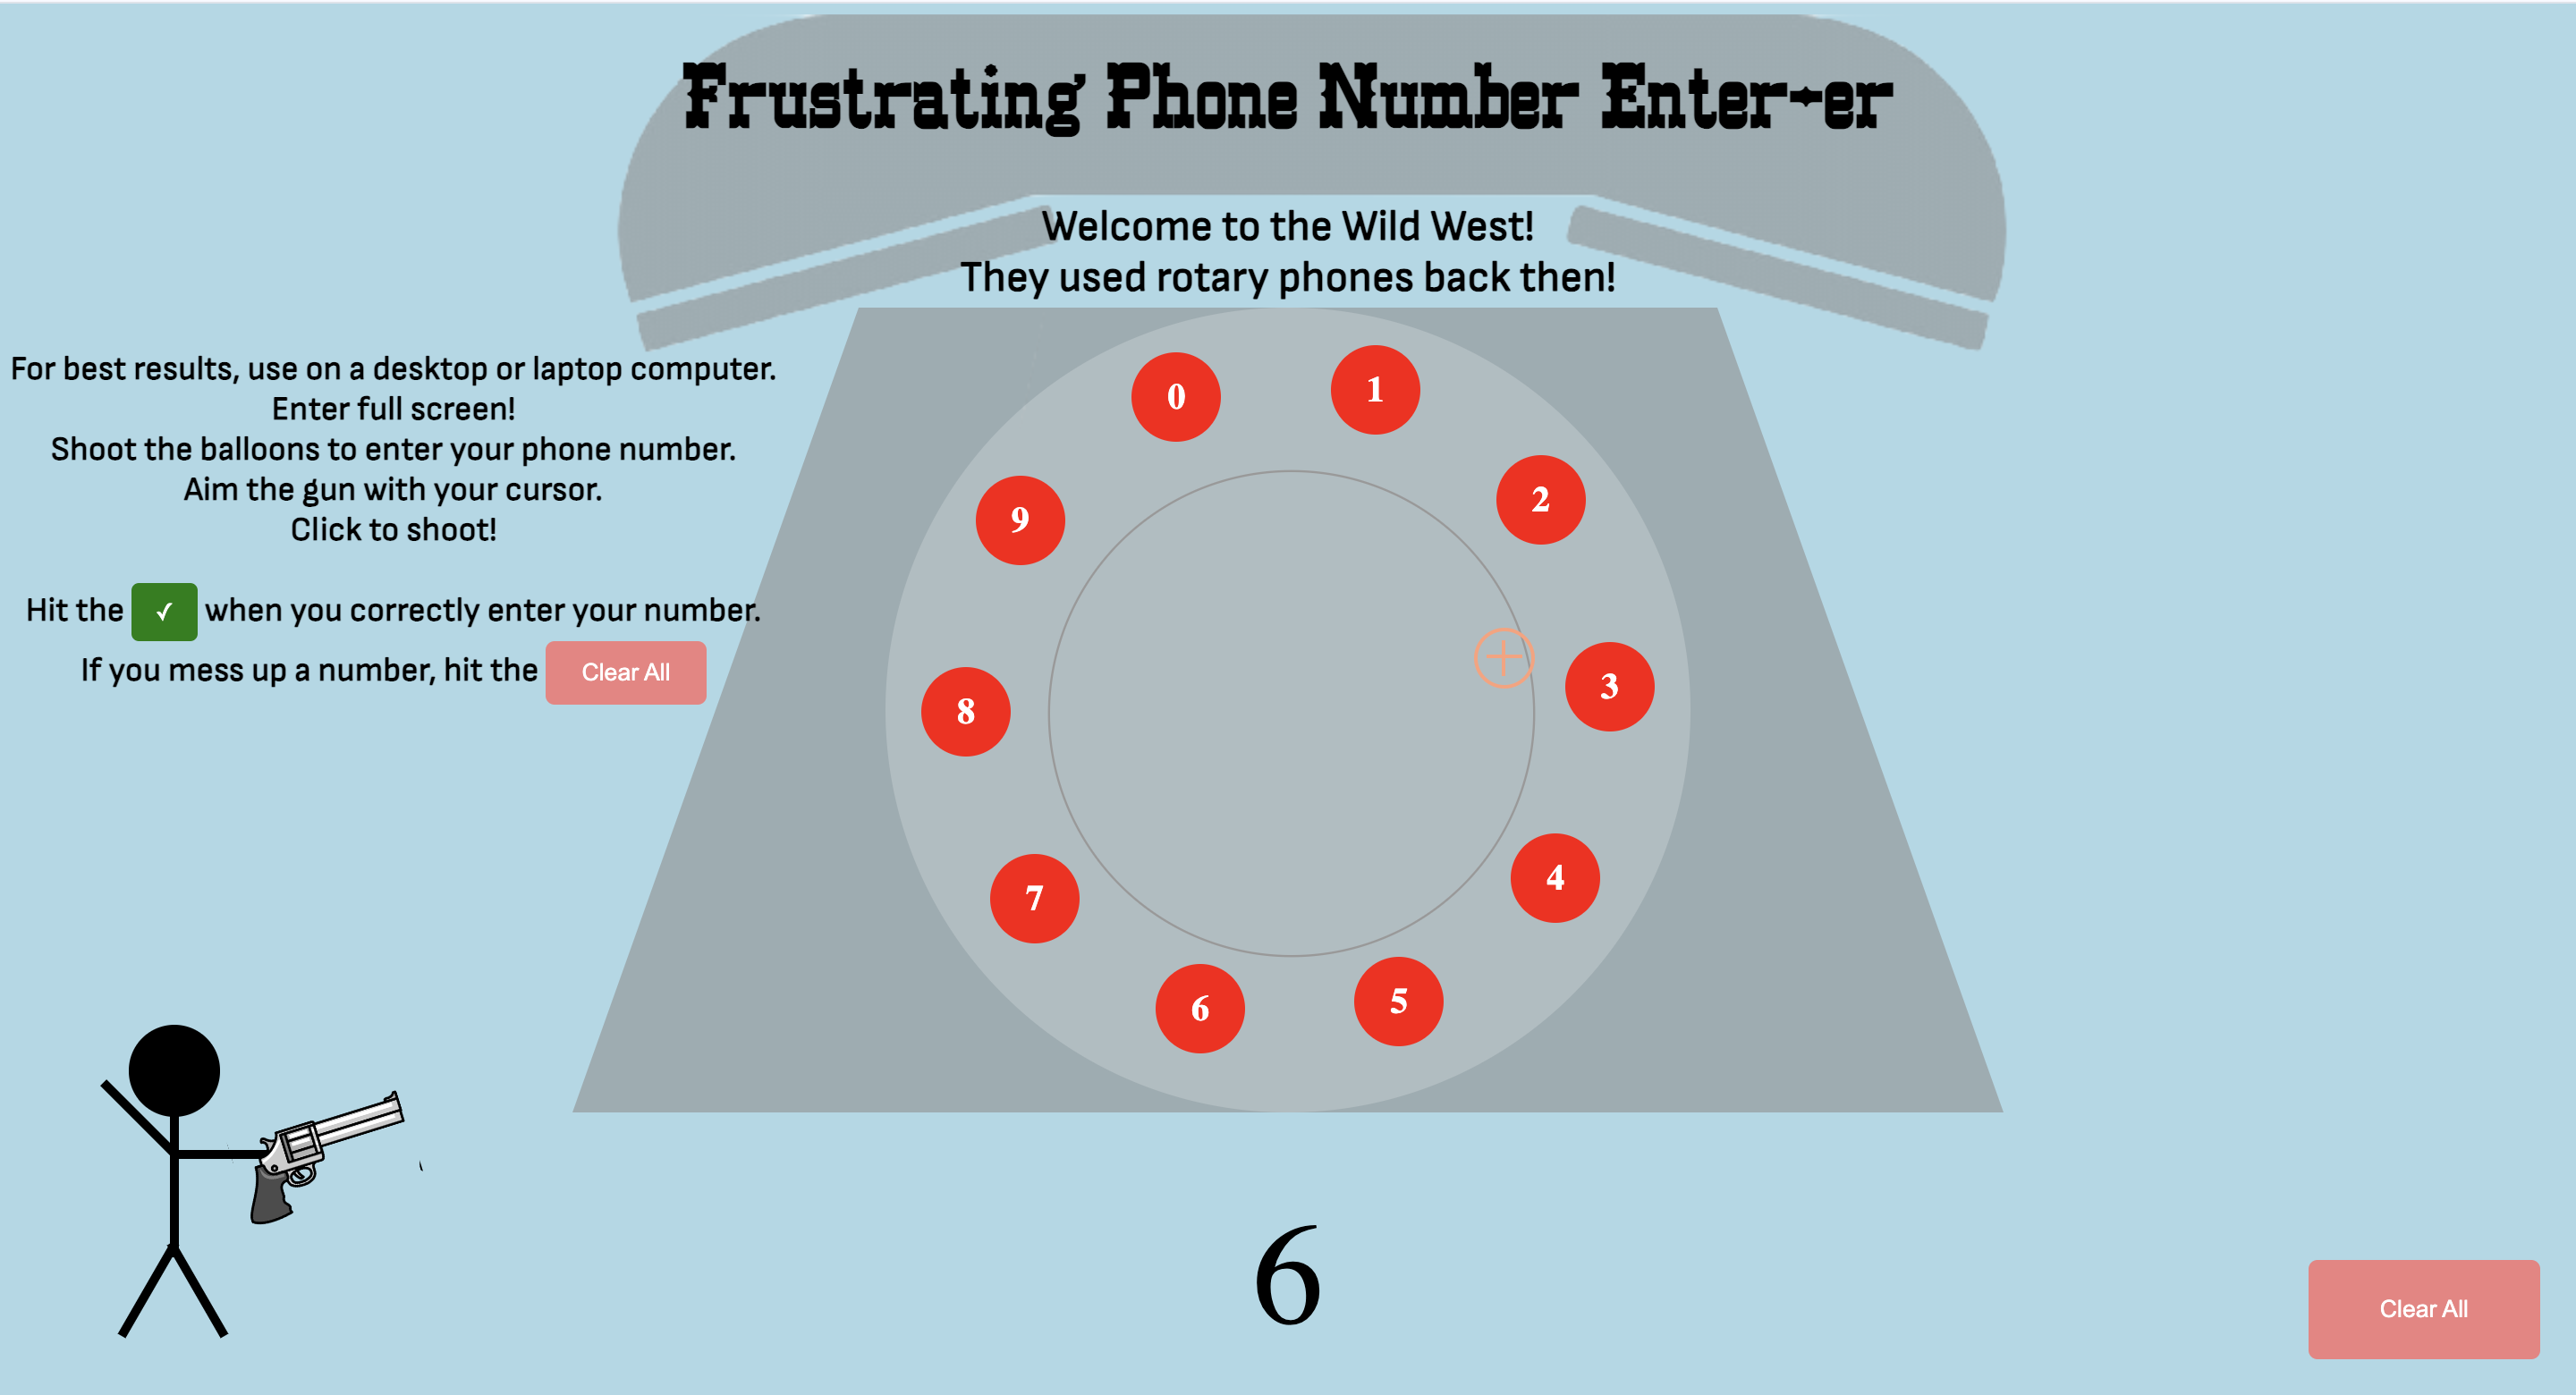 Frustrating Phone Number Enter-er
Welcome to the Wild West!
They used rotary phones back then!
For best results, use on a desktop or laptop computer.
Enter full screen!
Shoot the balloons to enter your phone number.
Aim the gun with your cursor.
Click to shoot!
Hit the ✓ when you correctly enter your number.
If you mess up a number, hit the Clear All
0
1
2
3
4
5
6
7
8
9
6
Clear All